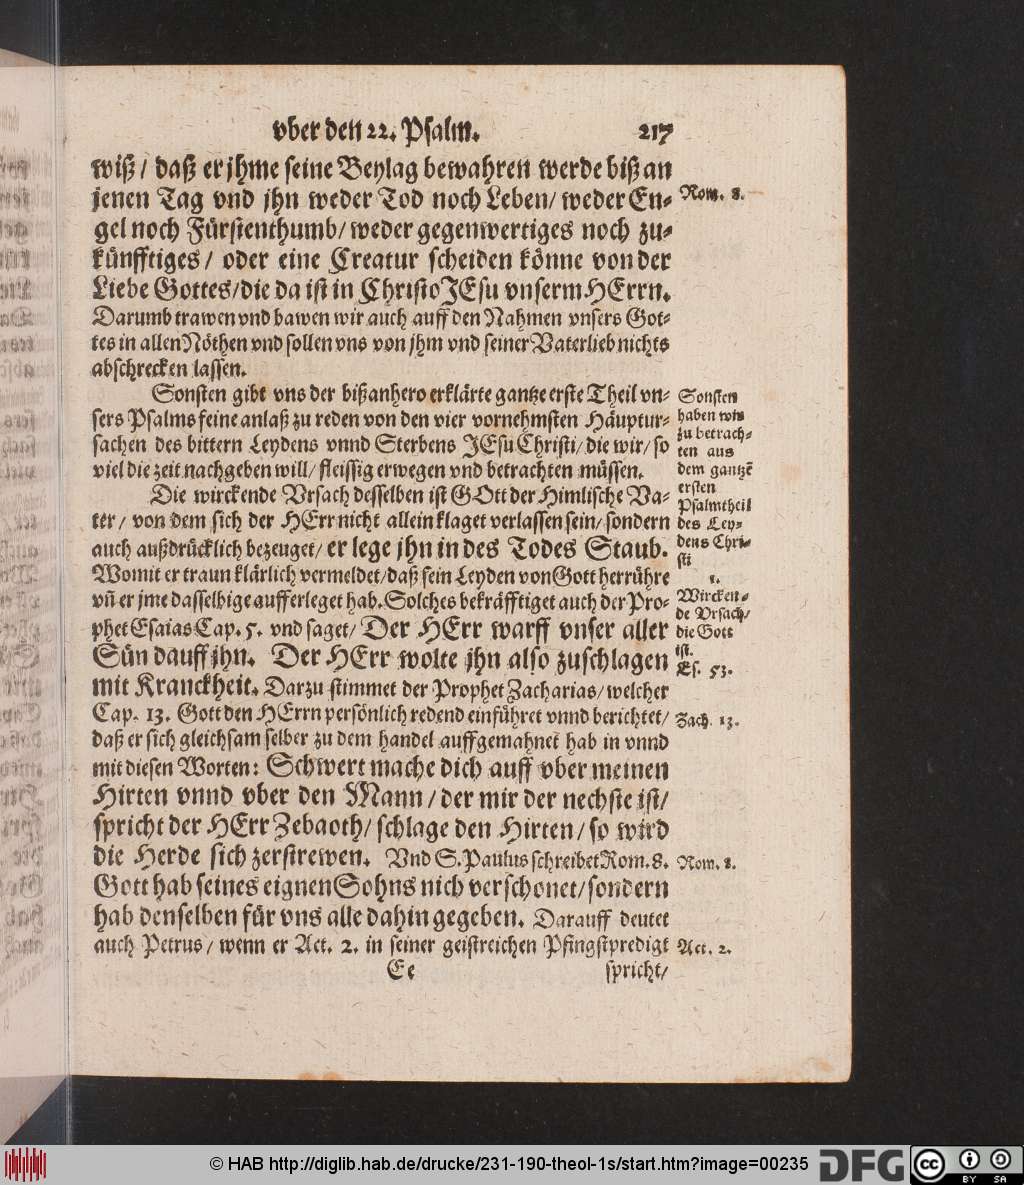 vber den 22. Psalm. 217
wiß / daß er jhme seine Beylag bewahren werde biß an
jenen Tag vnd jhn weder Tod noch Leben/ weder En-
gel noch Fürstenthumb/ weder gegenwertiges noch zu-
künfftiges / oder eine Creatur scheiden könne von der
Liebe Gottes/die da ist in Christo JEsu vnserm HErrn.
Darumb trawen vnd bawen wir auch auff den Nahmen vnsers Got-
tes in allen Nöthen vnd sollen vns von jhm vnd seiner Vaterlieb nichts
abschrecken lassen.
Sonsten gibt vns der bißanhero erklärte gantze erste Theil vn-
sers Psalms feine anlaß zu reden von den vier vornehmsten Häuptur-
sachen des bittern Leydens vnnd Sterbens JEsu Christi/ die wir/ so
viel die zeit nachgeben will/ fleissig erwegen vnd betrachten müssen.
Die wirckende Vrsach desselben ist GOtt der Himlische Va-
ter/ von dem sich der HErr nicht allein klaget verlassen sein/ sondern
auch außdrücklich bezeuget/ er lege jhn in des Todes Staub.
Womit er traun klärlich vermeldet/daß sein Leyden von Gott herrühre
vñ er jme dasselbige aufferleget hab. Solches bekräfftiget auch der Pro-
phet Esaias Cap. 5. vnd saget/ Der HErr warff vnser aller
Sün dauff jhn. Der HErr wolte jhn also zuschlagen
mit Kranckheit. Darzu stimmet der Prophet Zacharias/ welcher
Cap. 13. Gott den HErrn persönlich redend einführet vnnd berichtet/
daß er sich gleichsam selber zu dem handel auffgemahnet hab in vnnd
mit diesen Worten: Schwert mache dich auff vber meinen
Hirten vnnd vber den Mann / der mir der nechste ist/
spricht der HErr Zebaoth/ schlage den Hirten/ so wird
die Herde sich zerstrewen. Vnd S. Paulus schreibet Rom. 8.
Gott hab seines eignen Sohns nich verschonet/ sondern
hab denselben für vns alle dahin gegeben. Darauff deutet
auch Petrus/ wenn er Act. 2. in seiner geistreichen Pfingstpredigt
Ee spricht/
Rom. 8.
Sonsten
haben wir
zu betrach-
ten aus
dem gantzē
ersten
Psalmtheil
des Ley-
dens Chri-
sti
1.
Wircken-
de Vrsach/
die Gott
ist.
Es. 53.
Zach. 13.
Rom. 8.
Act. 2.
© HAB http://diglib.hab.de/drucke/231-190-theol-1s/start.htm?image=00235
DFG
cc
BY SA